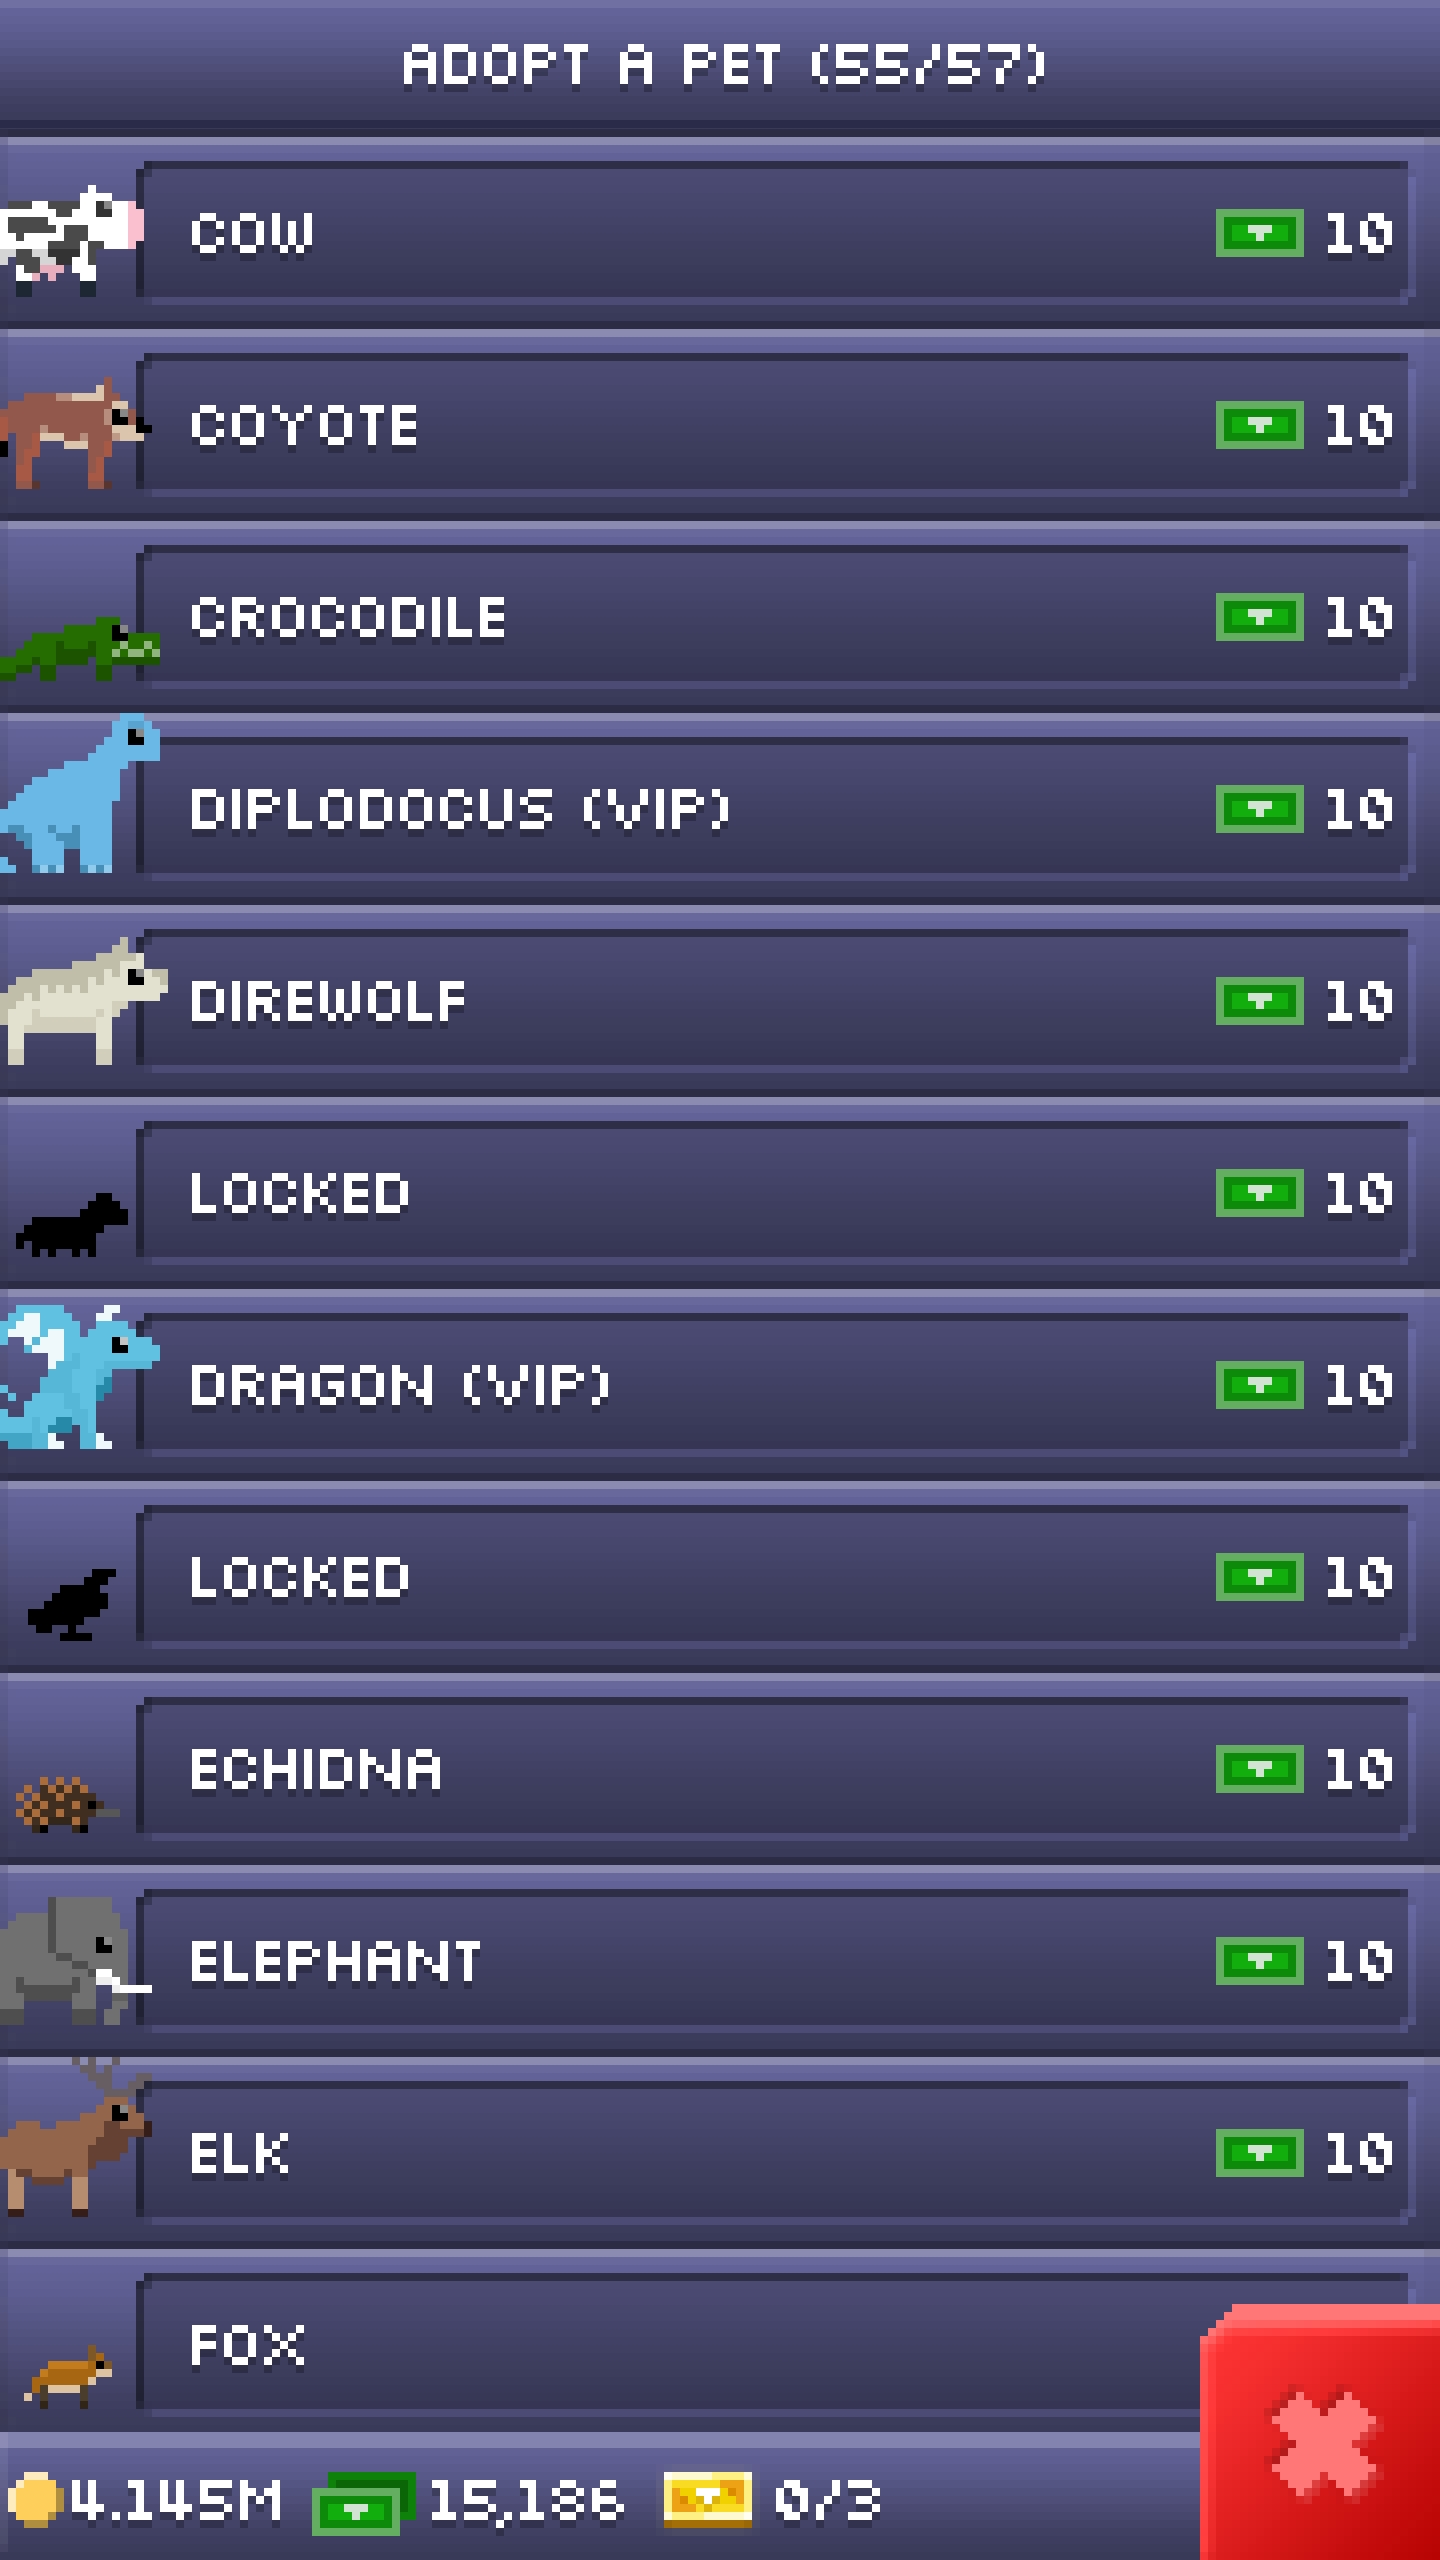 ADOPT A PET (55/57)
COW 10
COYOTE 10
CROCODILE 10
DIPLODOCUS (VIP) 10
DIREWOLF 10
LOCKED 10
DRAGON (VIP) 10
LOCKED 10
ECHIDNA 10
ELEPHANT 10
ELK 10
FOX
4.145M 15,186 0/3